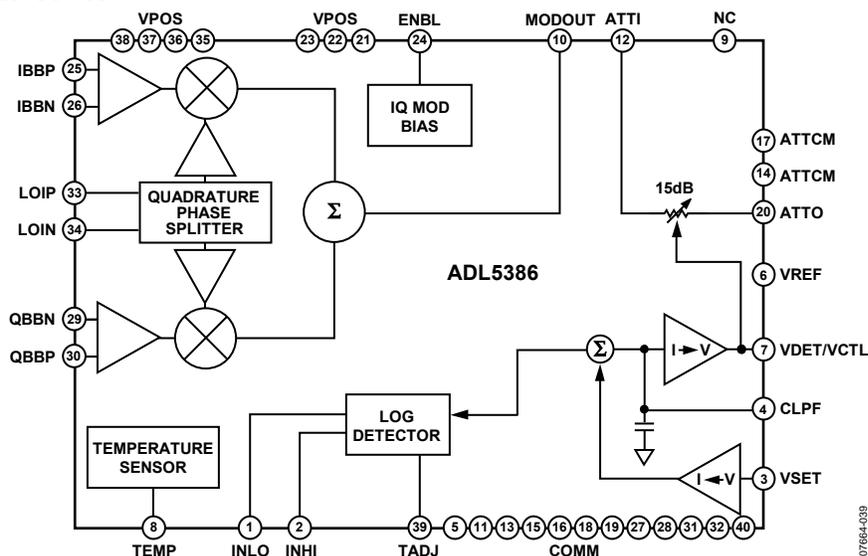 VPOS
VPOS
ENBL
MODOUT
ATTI
NC
38 37 36 35
23 22 21
24
10
12
9
IBBP 25
IBBN 26
IQ MOD
BIAS
17 ATTCM
14 ATTCM
15dB
20 ATTO
LOIP 33
LOIN 34
QUADRATURE
PHASE
SPLITTER
Σ
ADL5386
6 VREF
QBBN 29
QBBP 30
Σ
I V
7 VDET/VCTL
4 CLPF
LOG
DETECTOR
TEMPERATURE
SENSOR
I V
3 VSET
8
1
2
39
5 11 13 15 16 18 19 27 28 31 32 40
TEMP
INLO
INHI
TADJ
COMM